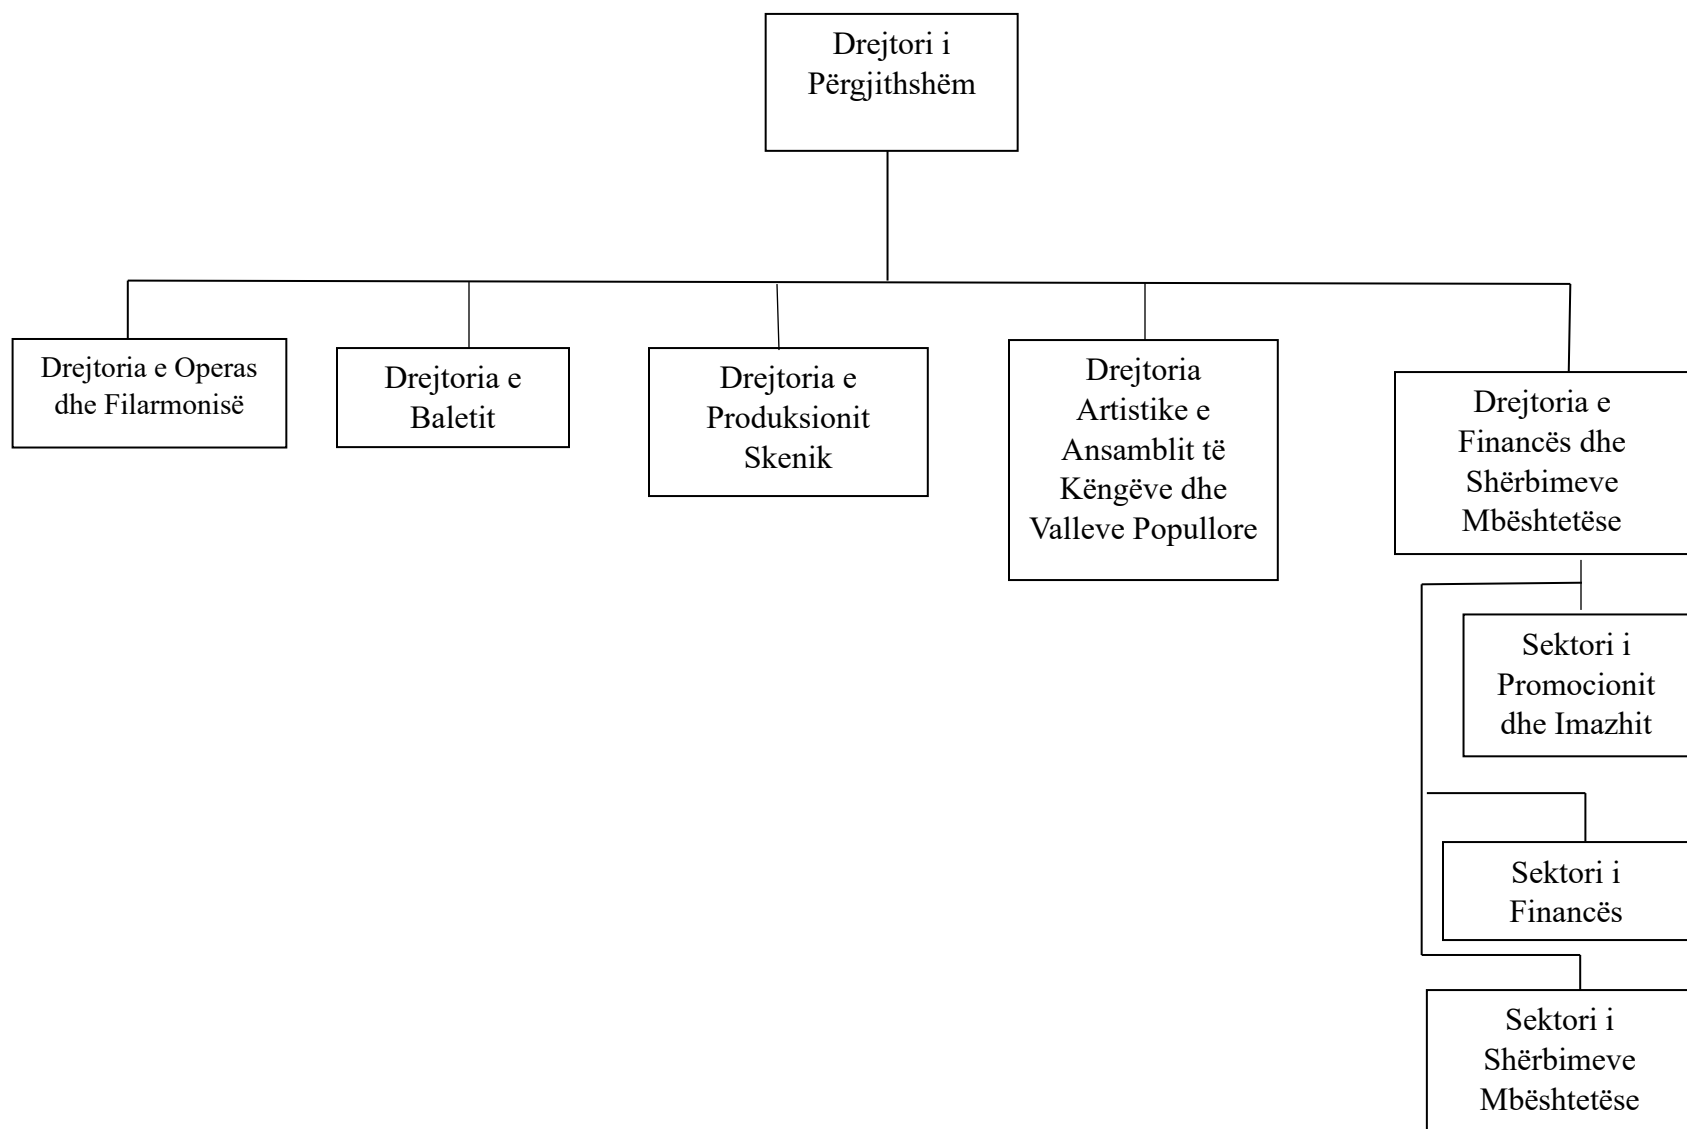 Drejtori i
Përgjithshëm
Drejtoria e Operas
dhe Filarmonisë
Drejtoria e
Baletit
Drejtoria e
Produksionit
Skenik
Drejtoria
Artistike e
Ansamblit të
Këngëve dhe
Valleve Popullore
Drejtoria e
Financës dhe
Shërbimeve
Mbështetëse
Sektori i
Promocionit
dhe Imazhit
Sektori i
Financës
Sektori i
Shërbimeve
Mbështetëse